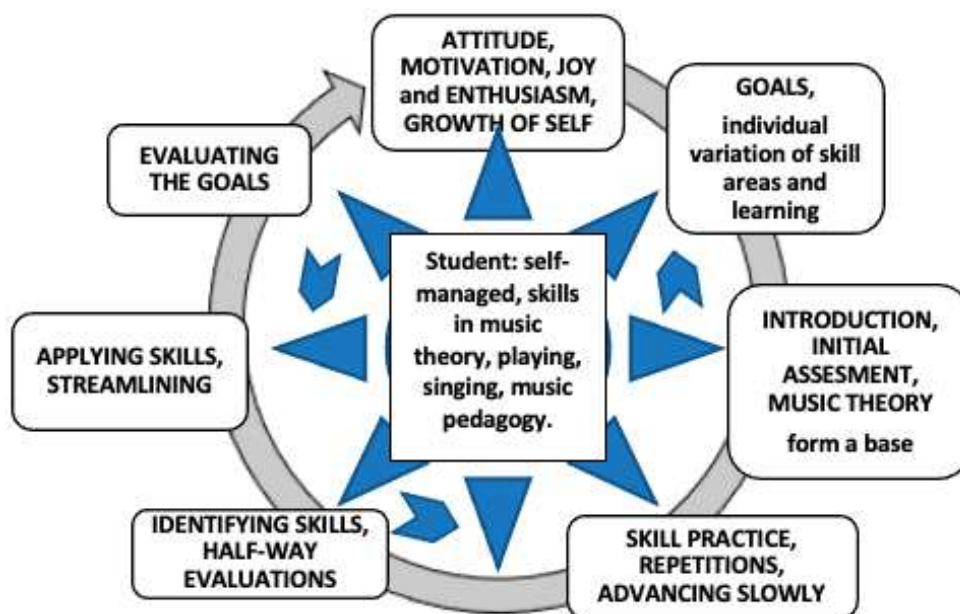 ATTITUDE,
MOTIVATION, JOY
and ENTHUSIASM,
GROWTH OF SELF
GOALS,
individual
variation of skill
areas and
learning
INTRODUCTION,
INITIAL
ASSESMENT,
MUSIC THEORY
form a base
SKILL PRACTICE,
REPETITIONS,
ADVANCING SLOWLY
IDENTIFYING SKILLS,
HALF-WAY
EVALUATIONS
APPLYING SKILLS,
STREAMLINING
EVALUATING
THE GOALS
Student: self-
managed, skills
in music
theory, playing,
singing, music
pedagogy.